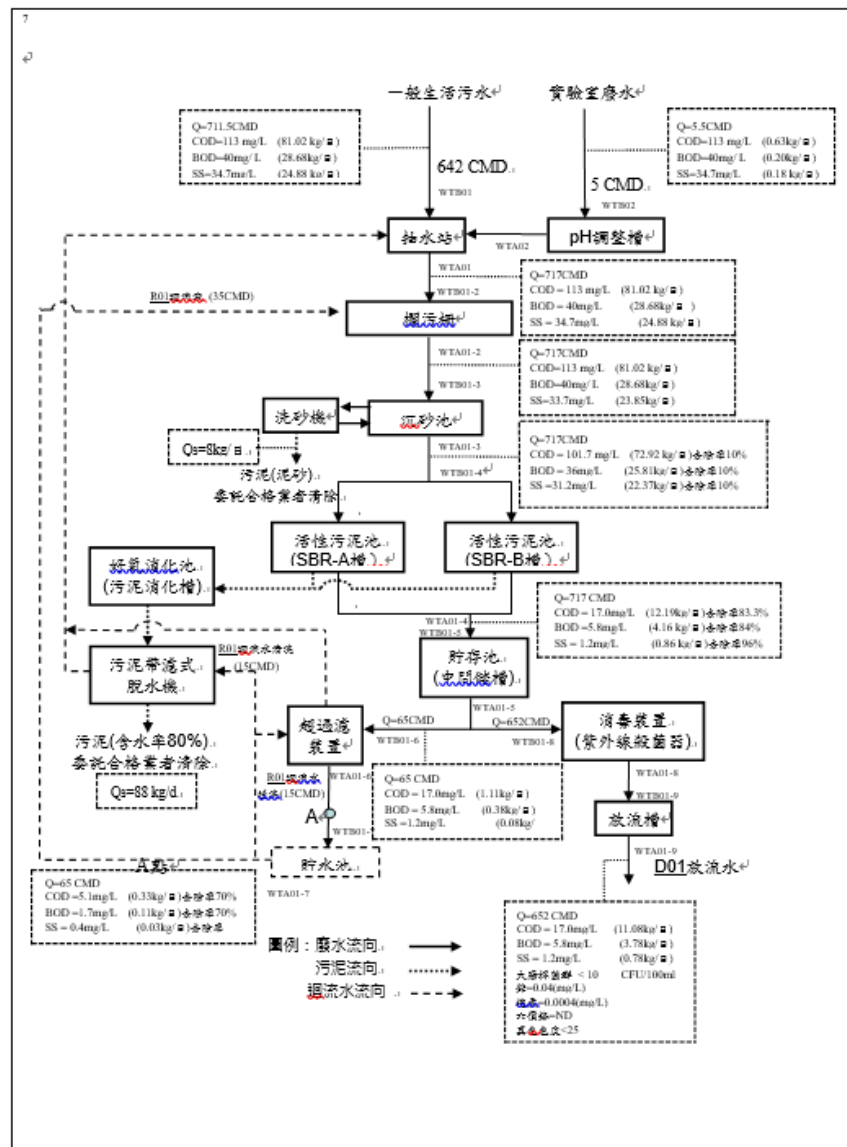 7
一般生活污水
實驗室廢水
Q=711.5CMD
COD=113 mg/L (81.02 kg/日)
BOD=40mg/ L (28.68kg/日)
SS=34.7mg/L (24.88 kg/日)
Q=5.5CMD
COD=113 mg/L (0.63kg/日)
BOD=40mg/L (0.20kg/日)
SS=34.7mg/L (0.18 kg/日)
642 CMD
WTB01
5 CMD
WTB02
抽水站
WTA02
pH調整槽
WTA01
WTB01-2
Q=717CMD
COD = 113 mg/L (81.02 kg/日)
BOD = 40mg/L (28.68kg/日)
SS = 34.7mg/L (24.88 kg/日)
(35CMD)
攔污柵
WTA01-2
WTB01-3
Q=717CMD
COD=113 mg/L (81.02 kg/日)
BOD=40mg/L (28.68)
SS=33.7mg/L (23.85kg/日)
洗砂機
沉砂池
Qs=8kg/日
污泥(泥砂)
委託合格業者清除
WTA01-3
WTB01-4
Q=717CMD
COD = 101.7 mg/L (72.92 kg/日)去除率10%
BOD = 36mg/L (25.81kg/日)去除率10%
SS = 31.2mg/L (22.37kg/日)去除率10%
活性污泥池
(SBR-A槽)
活性污泥池
(SBR-B槽)
好氧消化池
(污泥消化槽)
Q=717 CMD
COD = 17.0mg/L (12.19kg/日)去除率83.3%
BOD=5.8mg/L (4.16 kg/日)去除率84%
SS = 1.2mg/L (0.86 kg/日)去除率96%
WTA01-4
WTB01-5
貯存池
(中間儲槽)
污泥帶濾式
脫水機
R01迴流水清洗
(15CMD)
WTA01-5
Q=65CMD
Q=652CMD
WTB01-6
WTB01-8
超過濾
裝置
消毒裝置
(紫外線殺菌器)
污泥(含水率80%)
委託合格業者清除
Qs=88 kg/d
WTA01-6
R01迴流水
(15CMD)
A
WTB01-
Q=65 CMD
COD = 17.0mg/L (1.11kg/日)
BOD = 5.8mg/L (0.38kg/日)
SS =1.2mg/L (0.08kg/
WTA01-8
WTB01-9
放流槽
貯水池
WTA01-7
WTA01-9
D01放流水
A點
Q=65 CMD
COD =5.1mg/L (0.33kg/日)去除率70%
BOD =1.7mg/L (0.11kg/日)去除率70%
SS = 0.4mg/L (0.03kg/日)去除率
Q=652 CMD
COD = 17.0mg/L (11.08kg/日)
BOD = 5.8mg/L (3.78kg/日)
SS = 1.2mg/L (0.78kg/日)
大腸桿菌群 < 10 CFU/100ml
=0.04(mg/L)
=0.0004(mg/L)
六價鉻=ND
真色色度<25
圖例：廢水流向
污泥流向
迴流水流向